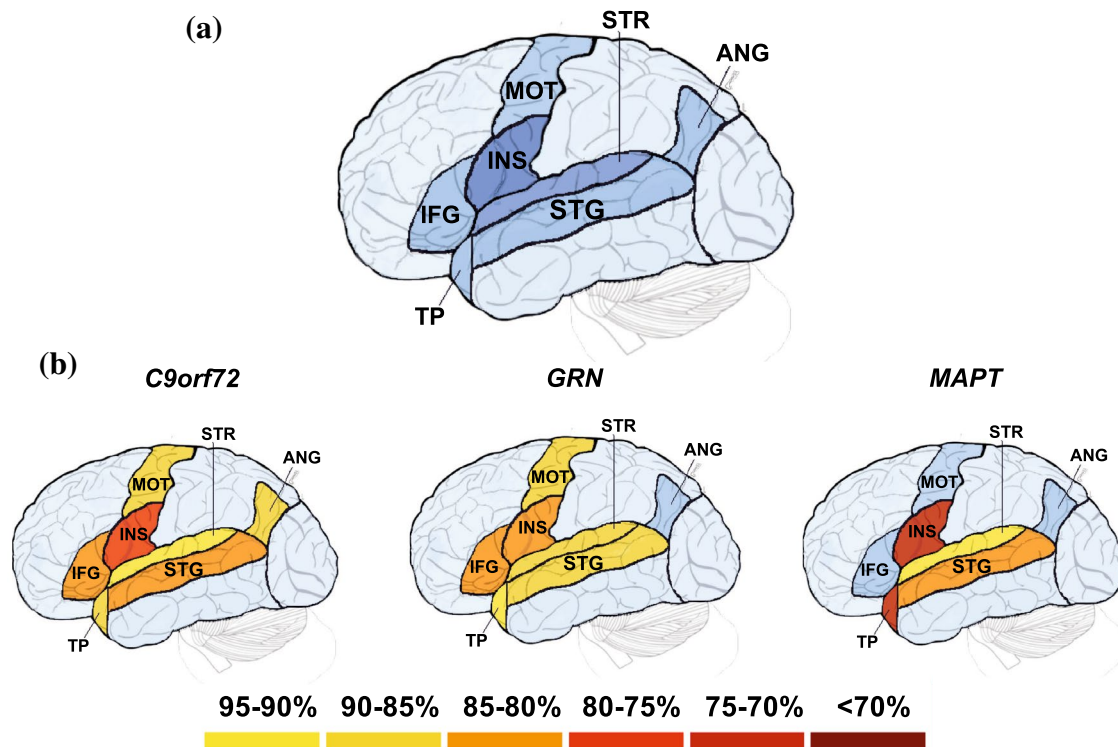 (a)
STR
ANG
MOT
INS
IFG
STG
TP
(b)
C9orf72 GRN MAPT
STR STR STR
ANG ANG ANG
MOT MOT MOT
INS INS INS
IFG STG IFG STG IFG STG
TP TP TP
95-90% 90-85% 85-80% 80-75% 75-70% <70%